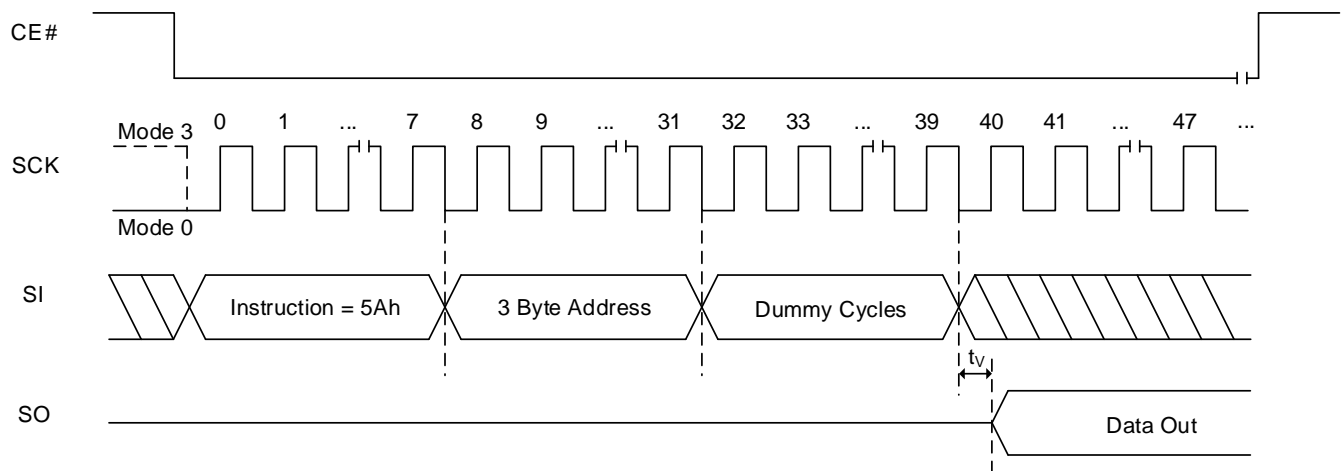 CE#
Mode 3
0 1 ... 7 8 9 ... 31 32 33 ... 39 40 41 ... 47 ...
SCK
Mode 0
SI
Instruction = 5Ah
3 Byte Address
Dummy Cycles
tV
SO
Data Out